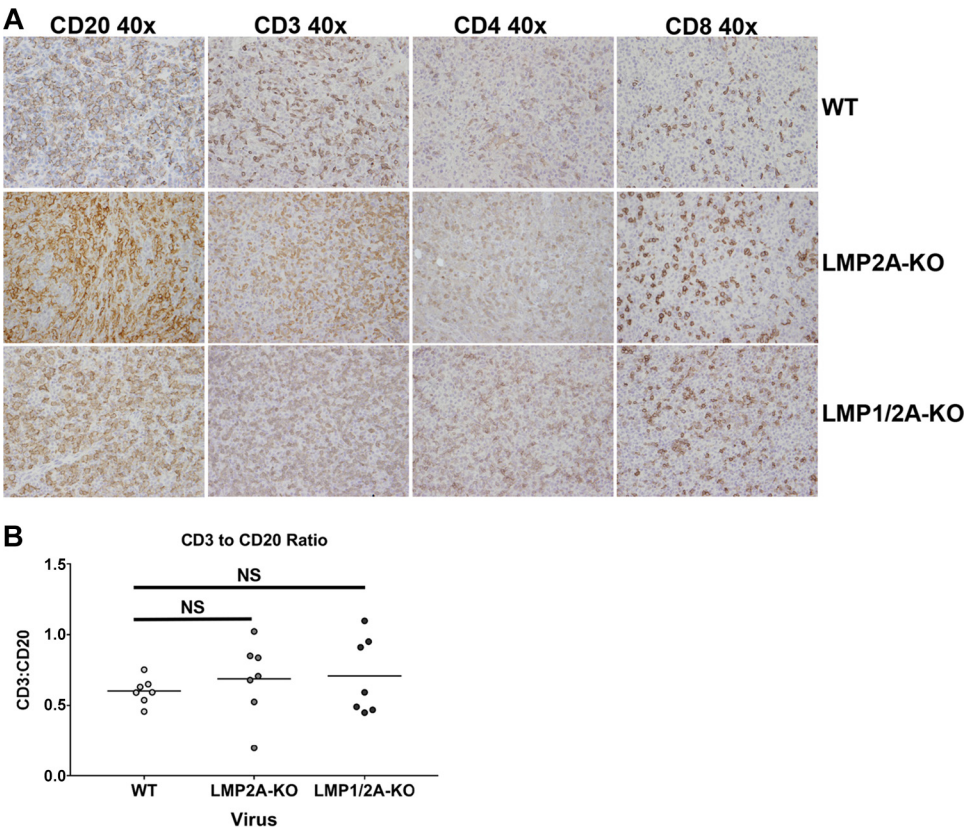 A
CD20 40x CD3 40x CD4 40x CD8 40x
WT
LMP2A-KO
LMP1/2A-KO
B
CD3 to CD20 Ratio
1.5
NS
NS
1.0
CD3:CD20
0.5
0.0
WT LMP2A-KO LMP1/2A-KO
Virus